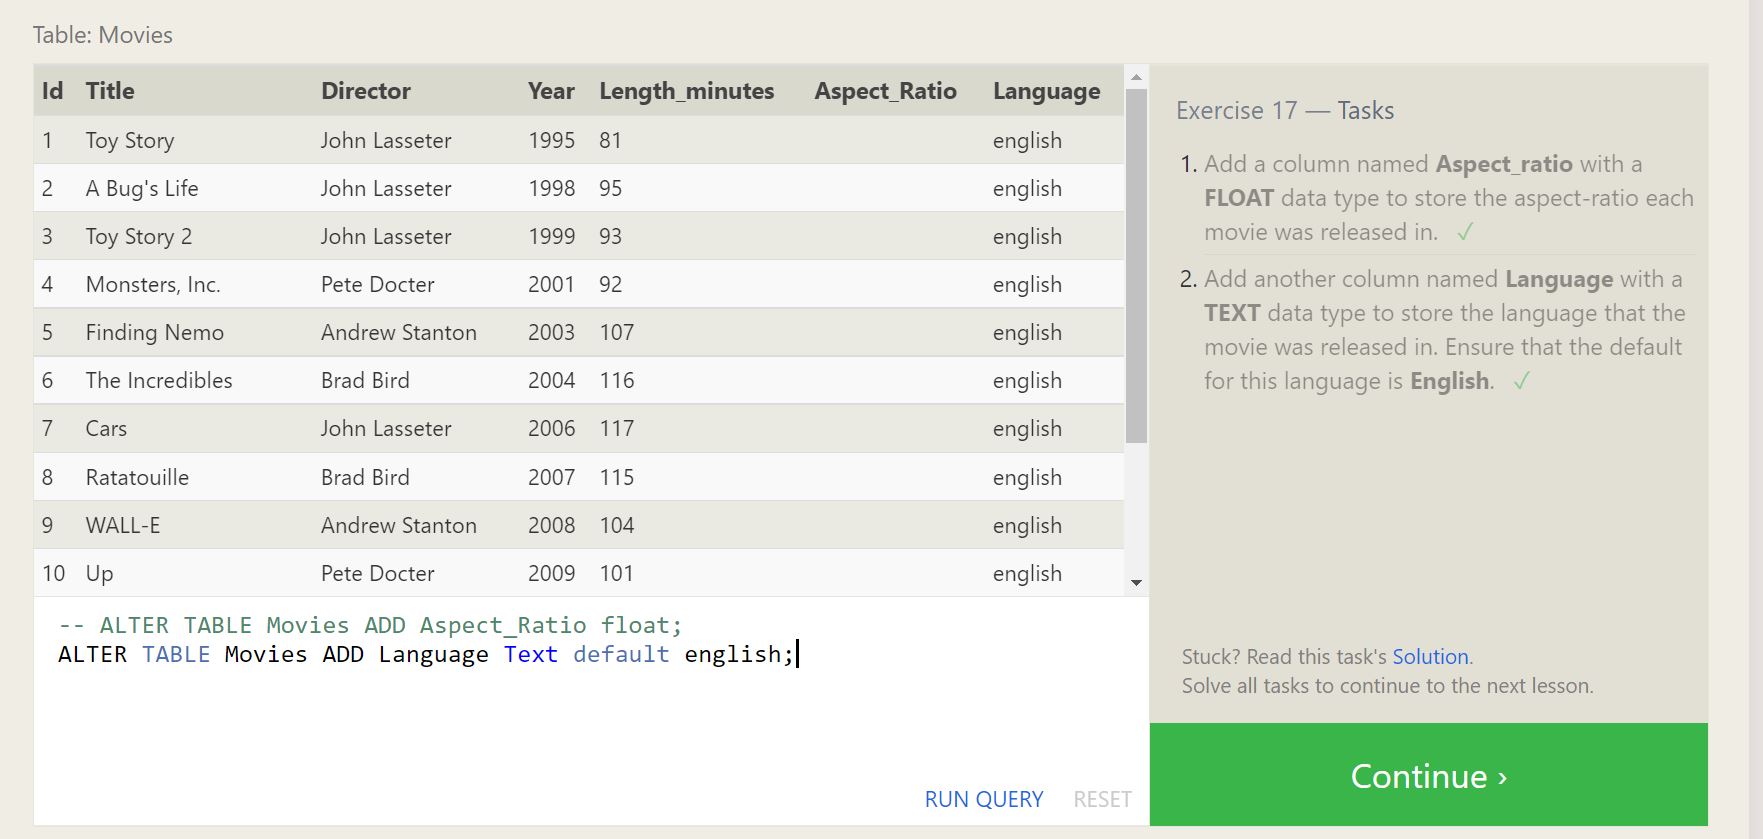 Table: Movies
Id Title Director Year Length_minutes Aspect_Ratio Language
1 Toy Story John Lasseter 1995 81 english
2 A Bug's Life John Lasseter 1998 95 english
3 Toy Story 2 John Lasseter 1999 93 english
4 Monsters, Inc. Pete Docter 2001 92 english
5 Finding Nemo Andrew Stanton 2003 107 english
6 The Incredibles Brad Bird 2004 116 english
7 Cars John Lasseter 2006 117 english
8 Ratatouille Brad Bird 2007 115 english
9 WALL-E Andrew Stanton 2008 104 english
10 Up Pete Docter 2009 101 english
-- ALTER TABLE Movies ADD Aspect_Ratio float;
ALTER TABLE Movies ADD Language Text default english;
RUN QUERY RESET
Exercise 17 — Tasks
1. Add a column named Aspect_ratio with a
FLOAT data type to store the aspect-ratio each
movie was released in. ✓
2. Add another column named Language with a
TEXT data type to store the language that the
movie was released in. Ensure that the default
for this language is English. ✓
Stuck? Read this task's Solution.
Solve all tasks to continue to the next lesson.
Continue ›